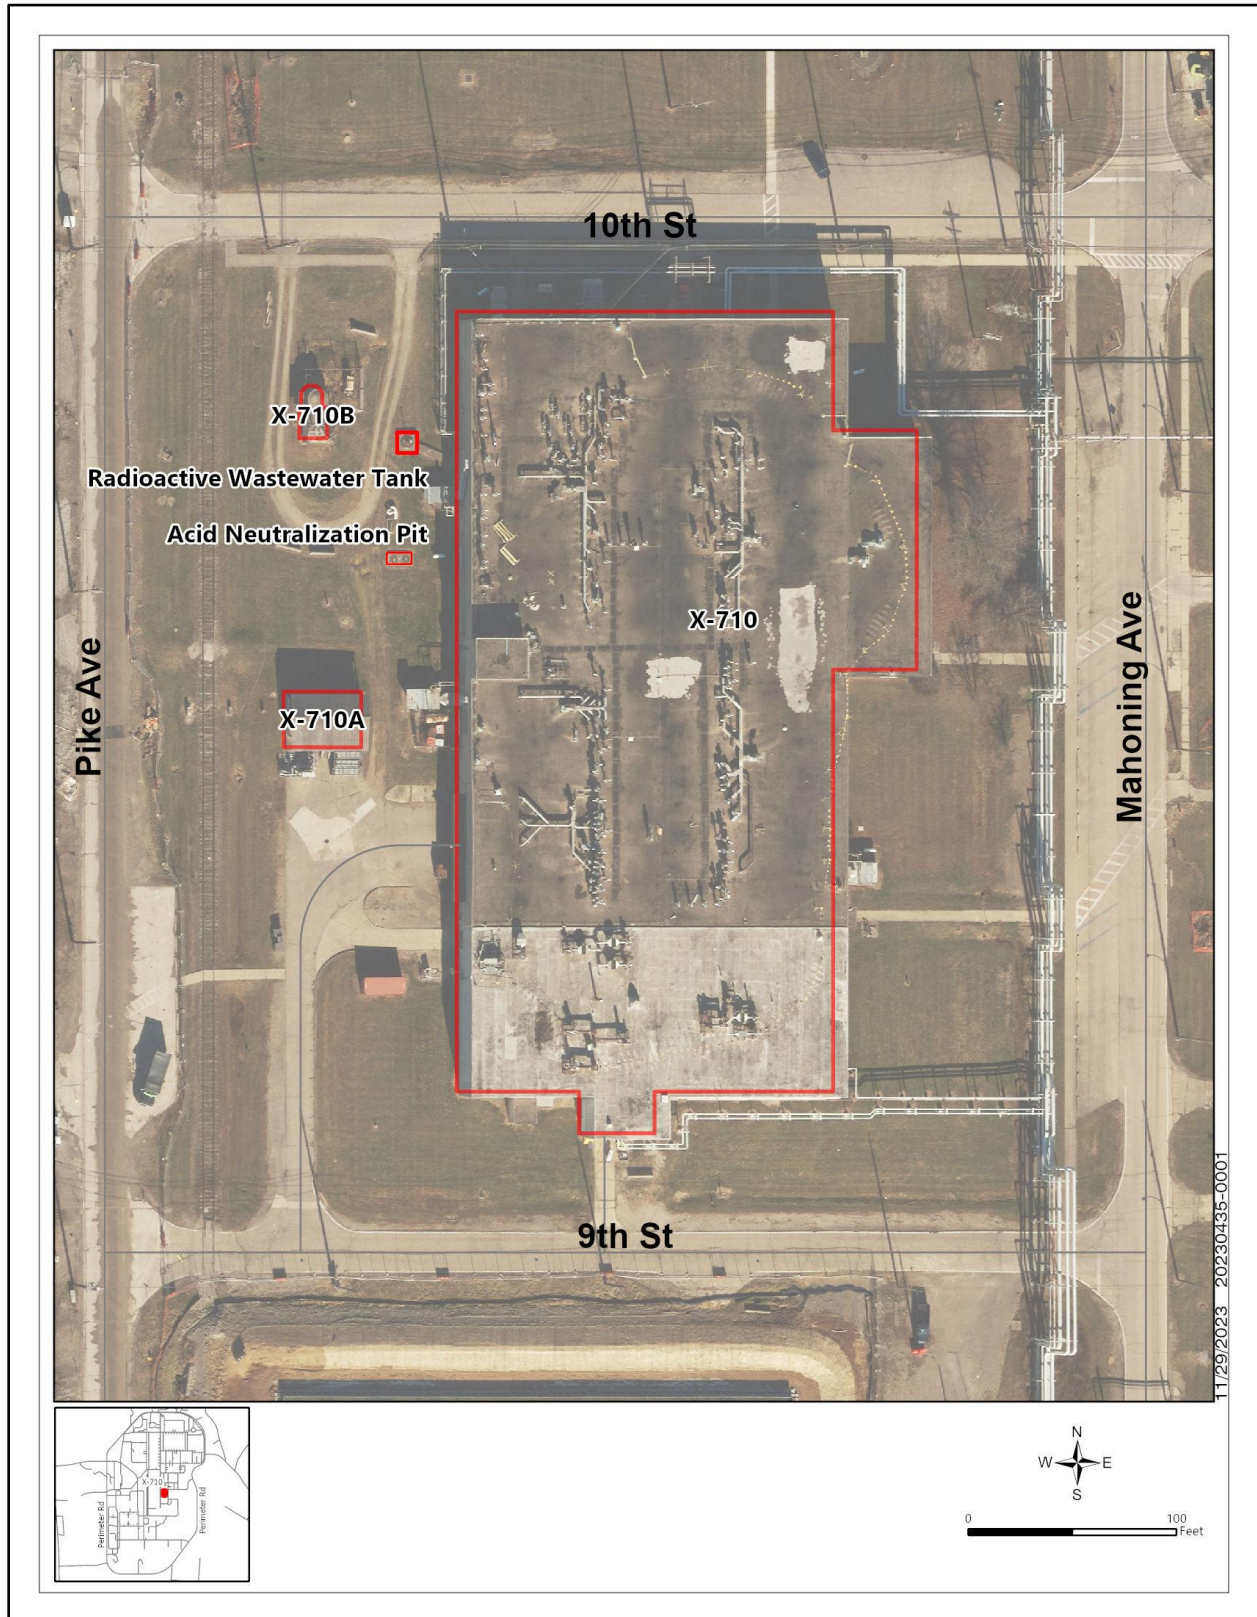 10th St
X-710B
Radioactive Wastewater Tank
Acid Neutralization Pit
X-710
X-710A
Pike Ave
Mahoning Ave
9th St
11/29/2023 20230435-0001
X-710
Perimeter Rd
Perimeter Rd
N
W
E
S
0
100
Feet